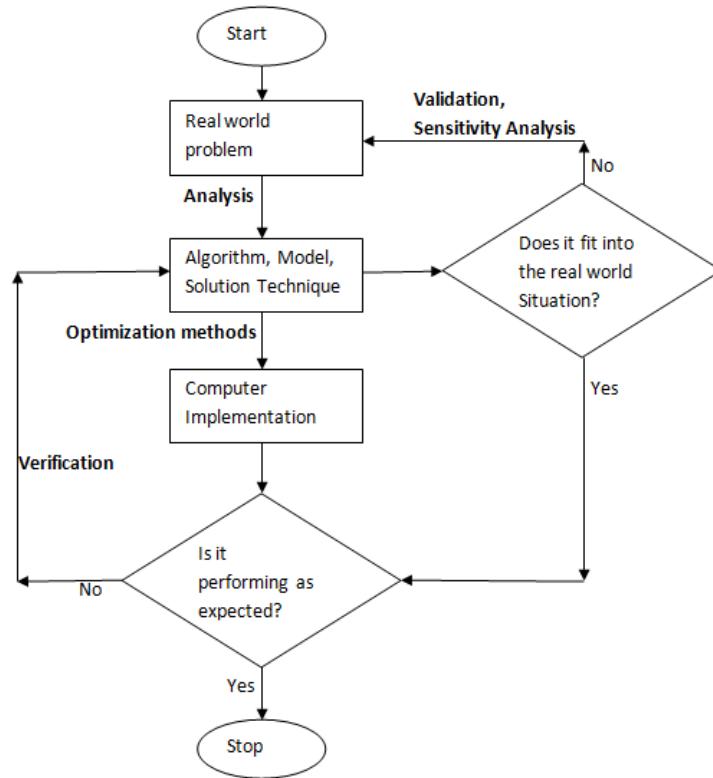 Start
Real world
problem
Validation,
Sensitivity Analysis
No
Analysis
Algorithm, Model,
Solution Technique
Does it fit into
the real world
Situation?
Optimization methods
Computer
Implementation
Yes
Verification
Is it
performing as
expected?
No
Yes
Stop